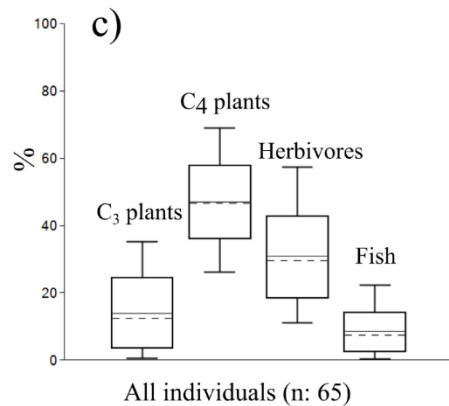 c)
100
80
60
40
20
0
%
C₃ plants
C4 plants
Herbivores
Fish
All individuals (n: 65)